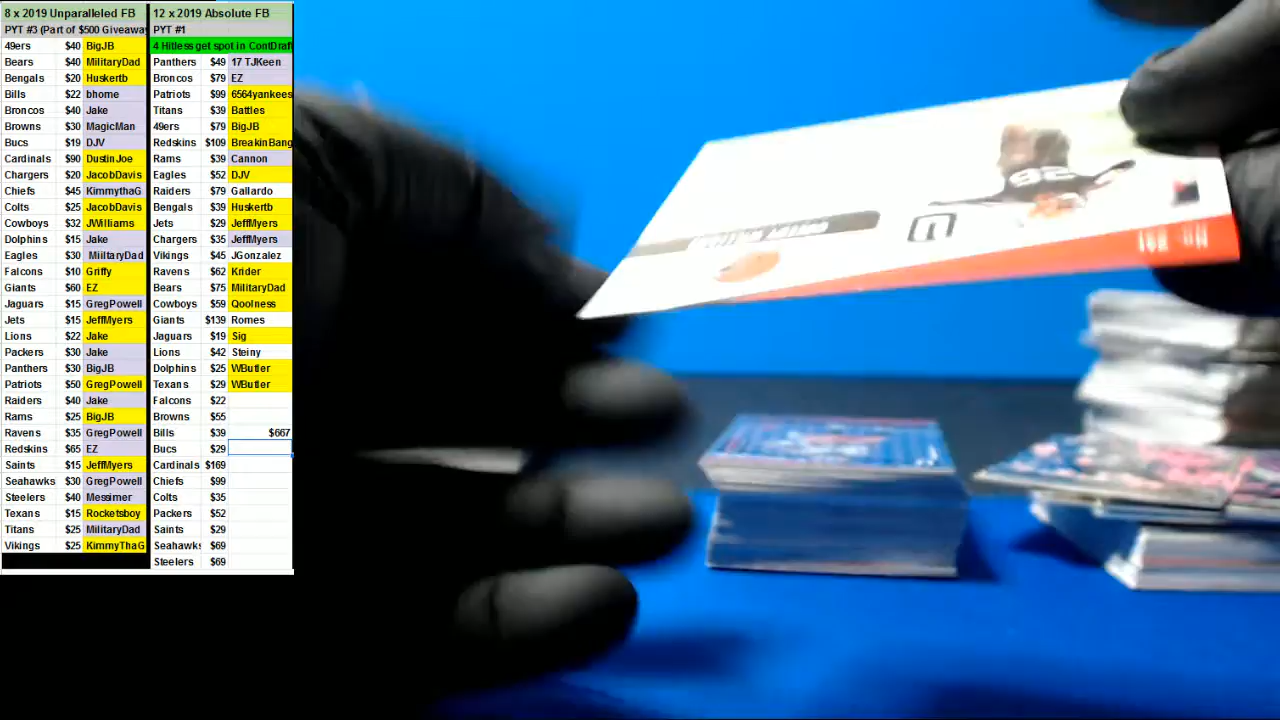 8 x 2019 Unparalleled FB
PYT #3 (Part of $500 Giveaway
49ers $40 BigJB
Bears $40 MilitaryDad
Bengals $20 Huskertb
Bills $22 bhome
Broncos $40 Jake
Browns $30 MagicMan
Bucs $19 DJV
Cardinals $90 DustinJoe
Chargers $20 JacobDavis
Chiefs $45 KimmythaG
Colts $25 JacobDavis
Cowboys $32 JWilliams
Dolphins $15 Jake
Eagles $30 MilitaryDad
Falcons $10 Griffy
Giants $60 EZ
Jaguars $15 GregPowell
Jets $15 JeffMyers
Lions $22 Jake
Packers $30 Jake
Panthers $30 BigJB
Patriots $50 GregPowell
Raiders $40 Jake
Rams $25 BigJB
Ravens $35 GregPowell
Redskins $65 EZ
Saints $15 JeffMyers
Seahawks $30 GregPowell
Steelers $40 Messimer
Texans $15 Rocketsboy
Titans $25 MilitaryDad
Vikings $25 KimmyThaG
12 x 2019 Absolute FB
PYT #1
4 Hitless get spot in ContDraft
Panthers $49 17 TJKeen
Broncos $79 EZ
Patriots $99 6564yankees
Titans $39 Battles
49ers $79 BigJB
Redskins $109 BreakinBang
Rams $39 Cannon
Eagles $52 DJV
Raiders $79 Gallardo
Bengals $39 Huskertb
Jets $29 JeffMyers
Chargers $35 JeffMyers
Vikings $45 JGonzalez
Ravens $62 Krider
Bears $75 MilitaryDad
Cowboys $59 Qoolness
Giants $139 Romes
Jaguars $19 Sig
Lions $42 Steiny
Dolphins $25 WButler
Texans $29 WButler
Falcons $22
Browns $55
Bills $39 $667
Bucs $29
Cardinals $169
Chiefs $99
Colts $35
Packers $52
Saints $29
Seahawks $69
Steelers $69